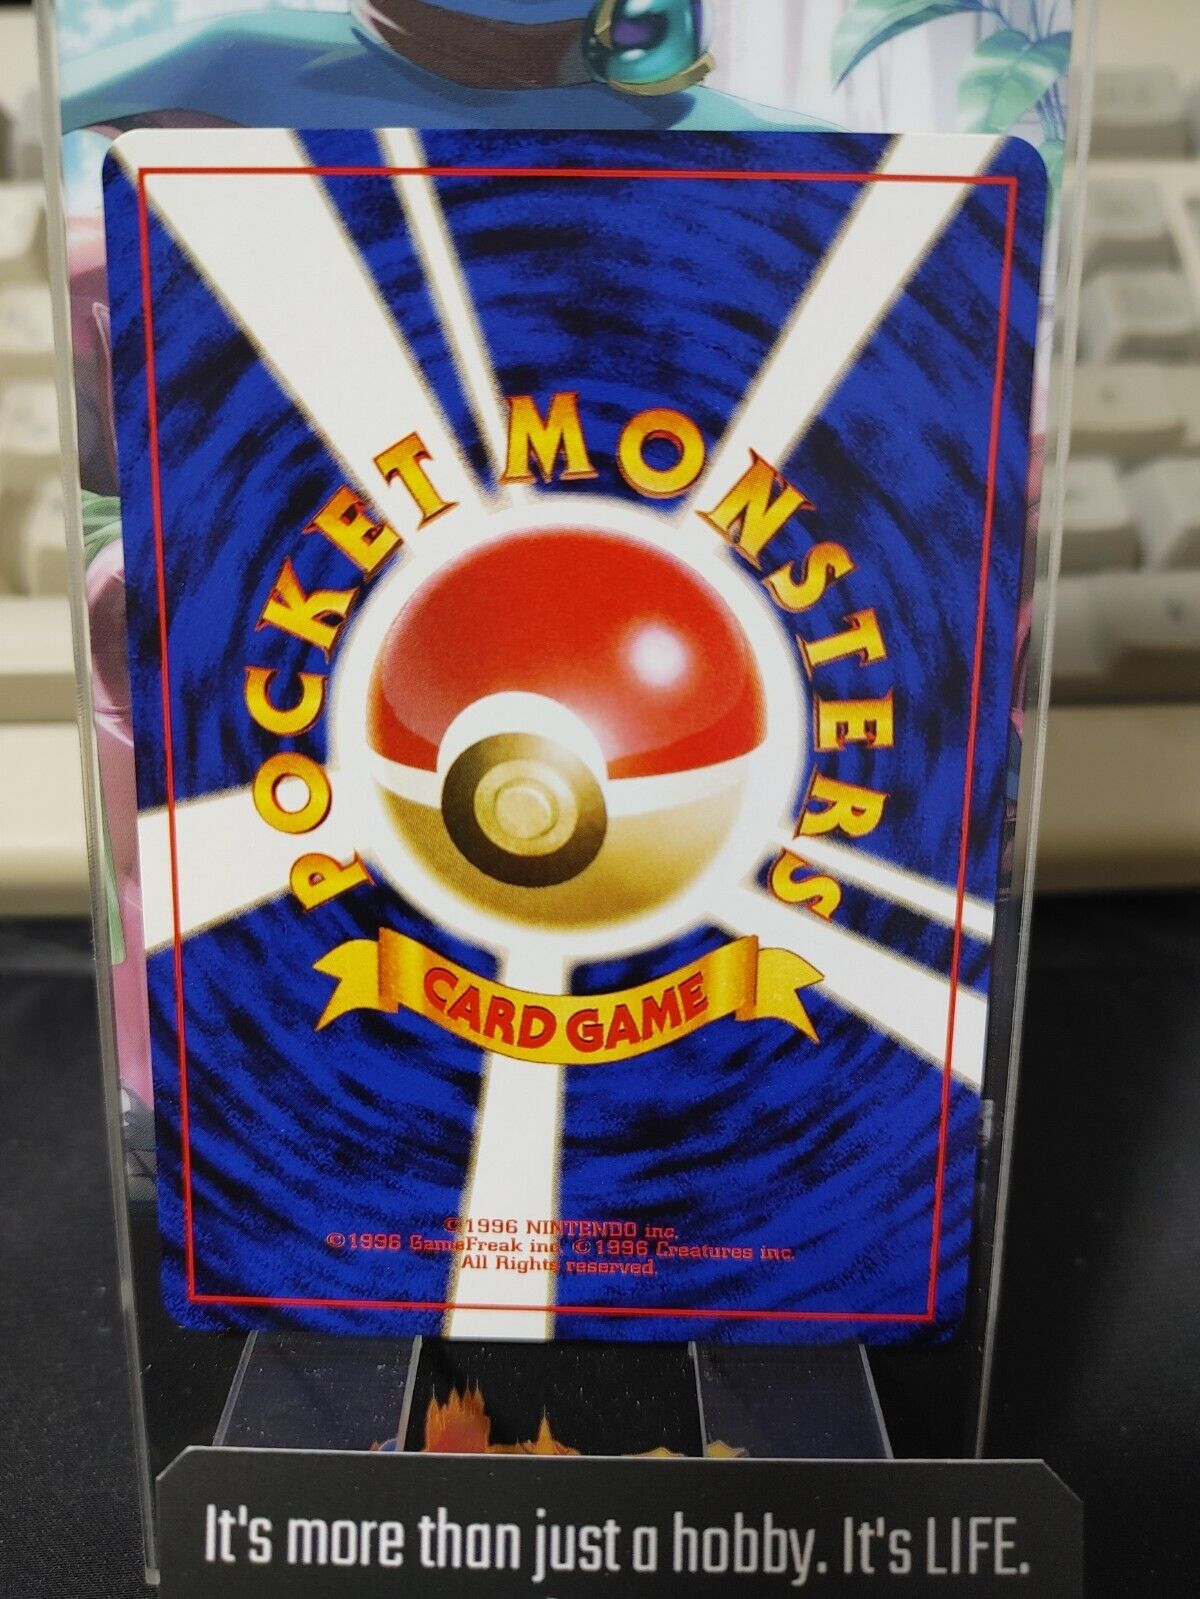 POCKET MONSTERS
CARD GAME
©1996 NINTENDO inc.
©1996 GameFreak inc. ©1996 Creatures inc.
All Rights reserved.
It's more than just a hobby. It's LIFE.